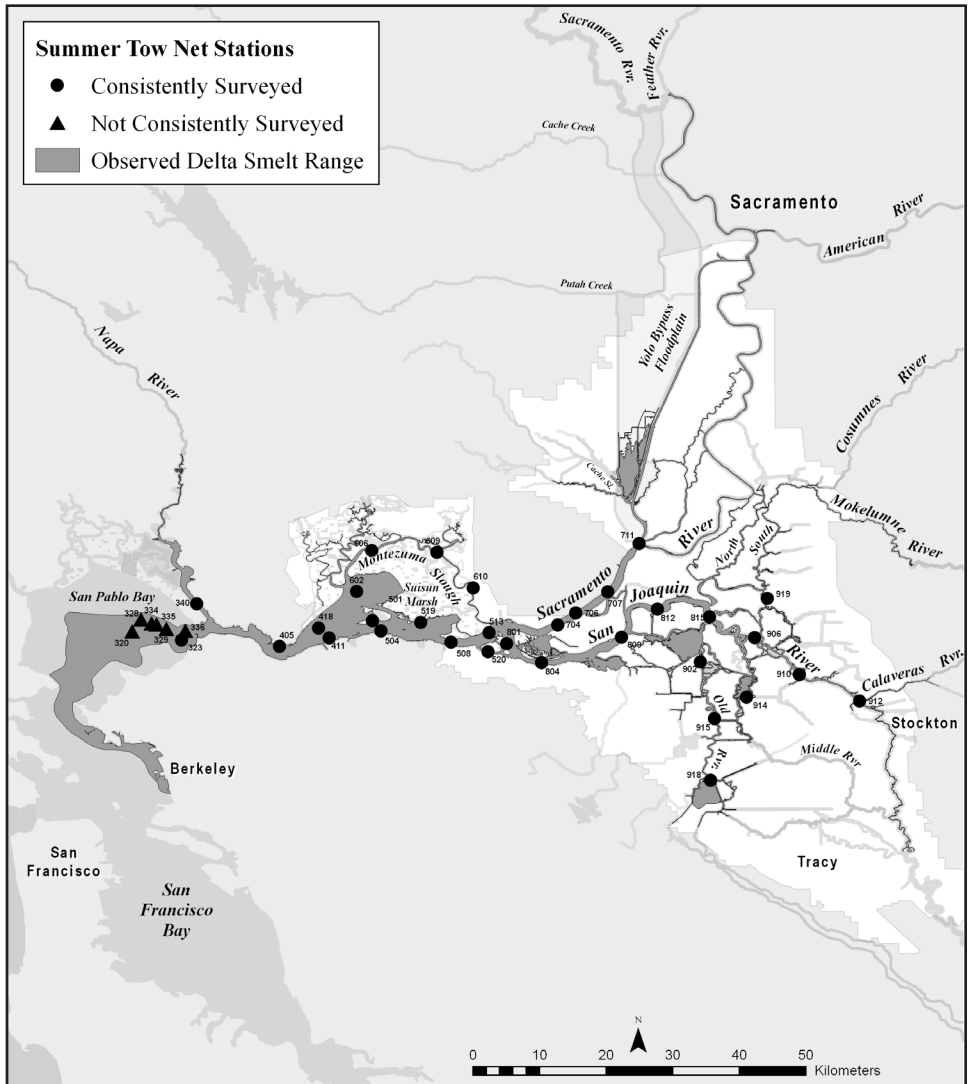 Summer Tow Net Stations
Consistently Surveyed
Not Consistently Surveyed
Observed Delta Smelt Range
Sacramento Rvr.
Feather Rvr.
Cache Creek
Sacramento
American River
Putah Creek
Yolo Bypass
Floodplain
Napa River
Cosumnes River
Cache Sl.
Mokelumne River
711
Sacramento River
North
South
606
609
Montezuma Slough
610
602
Suisun
Marsh
501
519
707
706
704
San Joaquin River
812
815
919
San Pablo Bay
340
328
334
335
336
320
329
323
418
405
411
504
513
801
508
520
804
809
902
906
910
Calaveras Rvr.
912
Stockton
914
Old Rvr.
915
Middle Rvr
918
Berkeley
San
Francisco
Tracy
San
Francisco
Bay
N
0 10 20 30 40 50
Kilometers